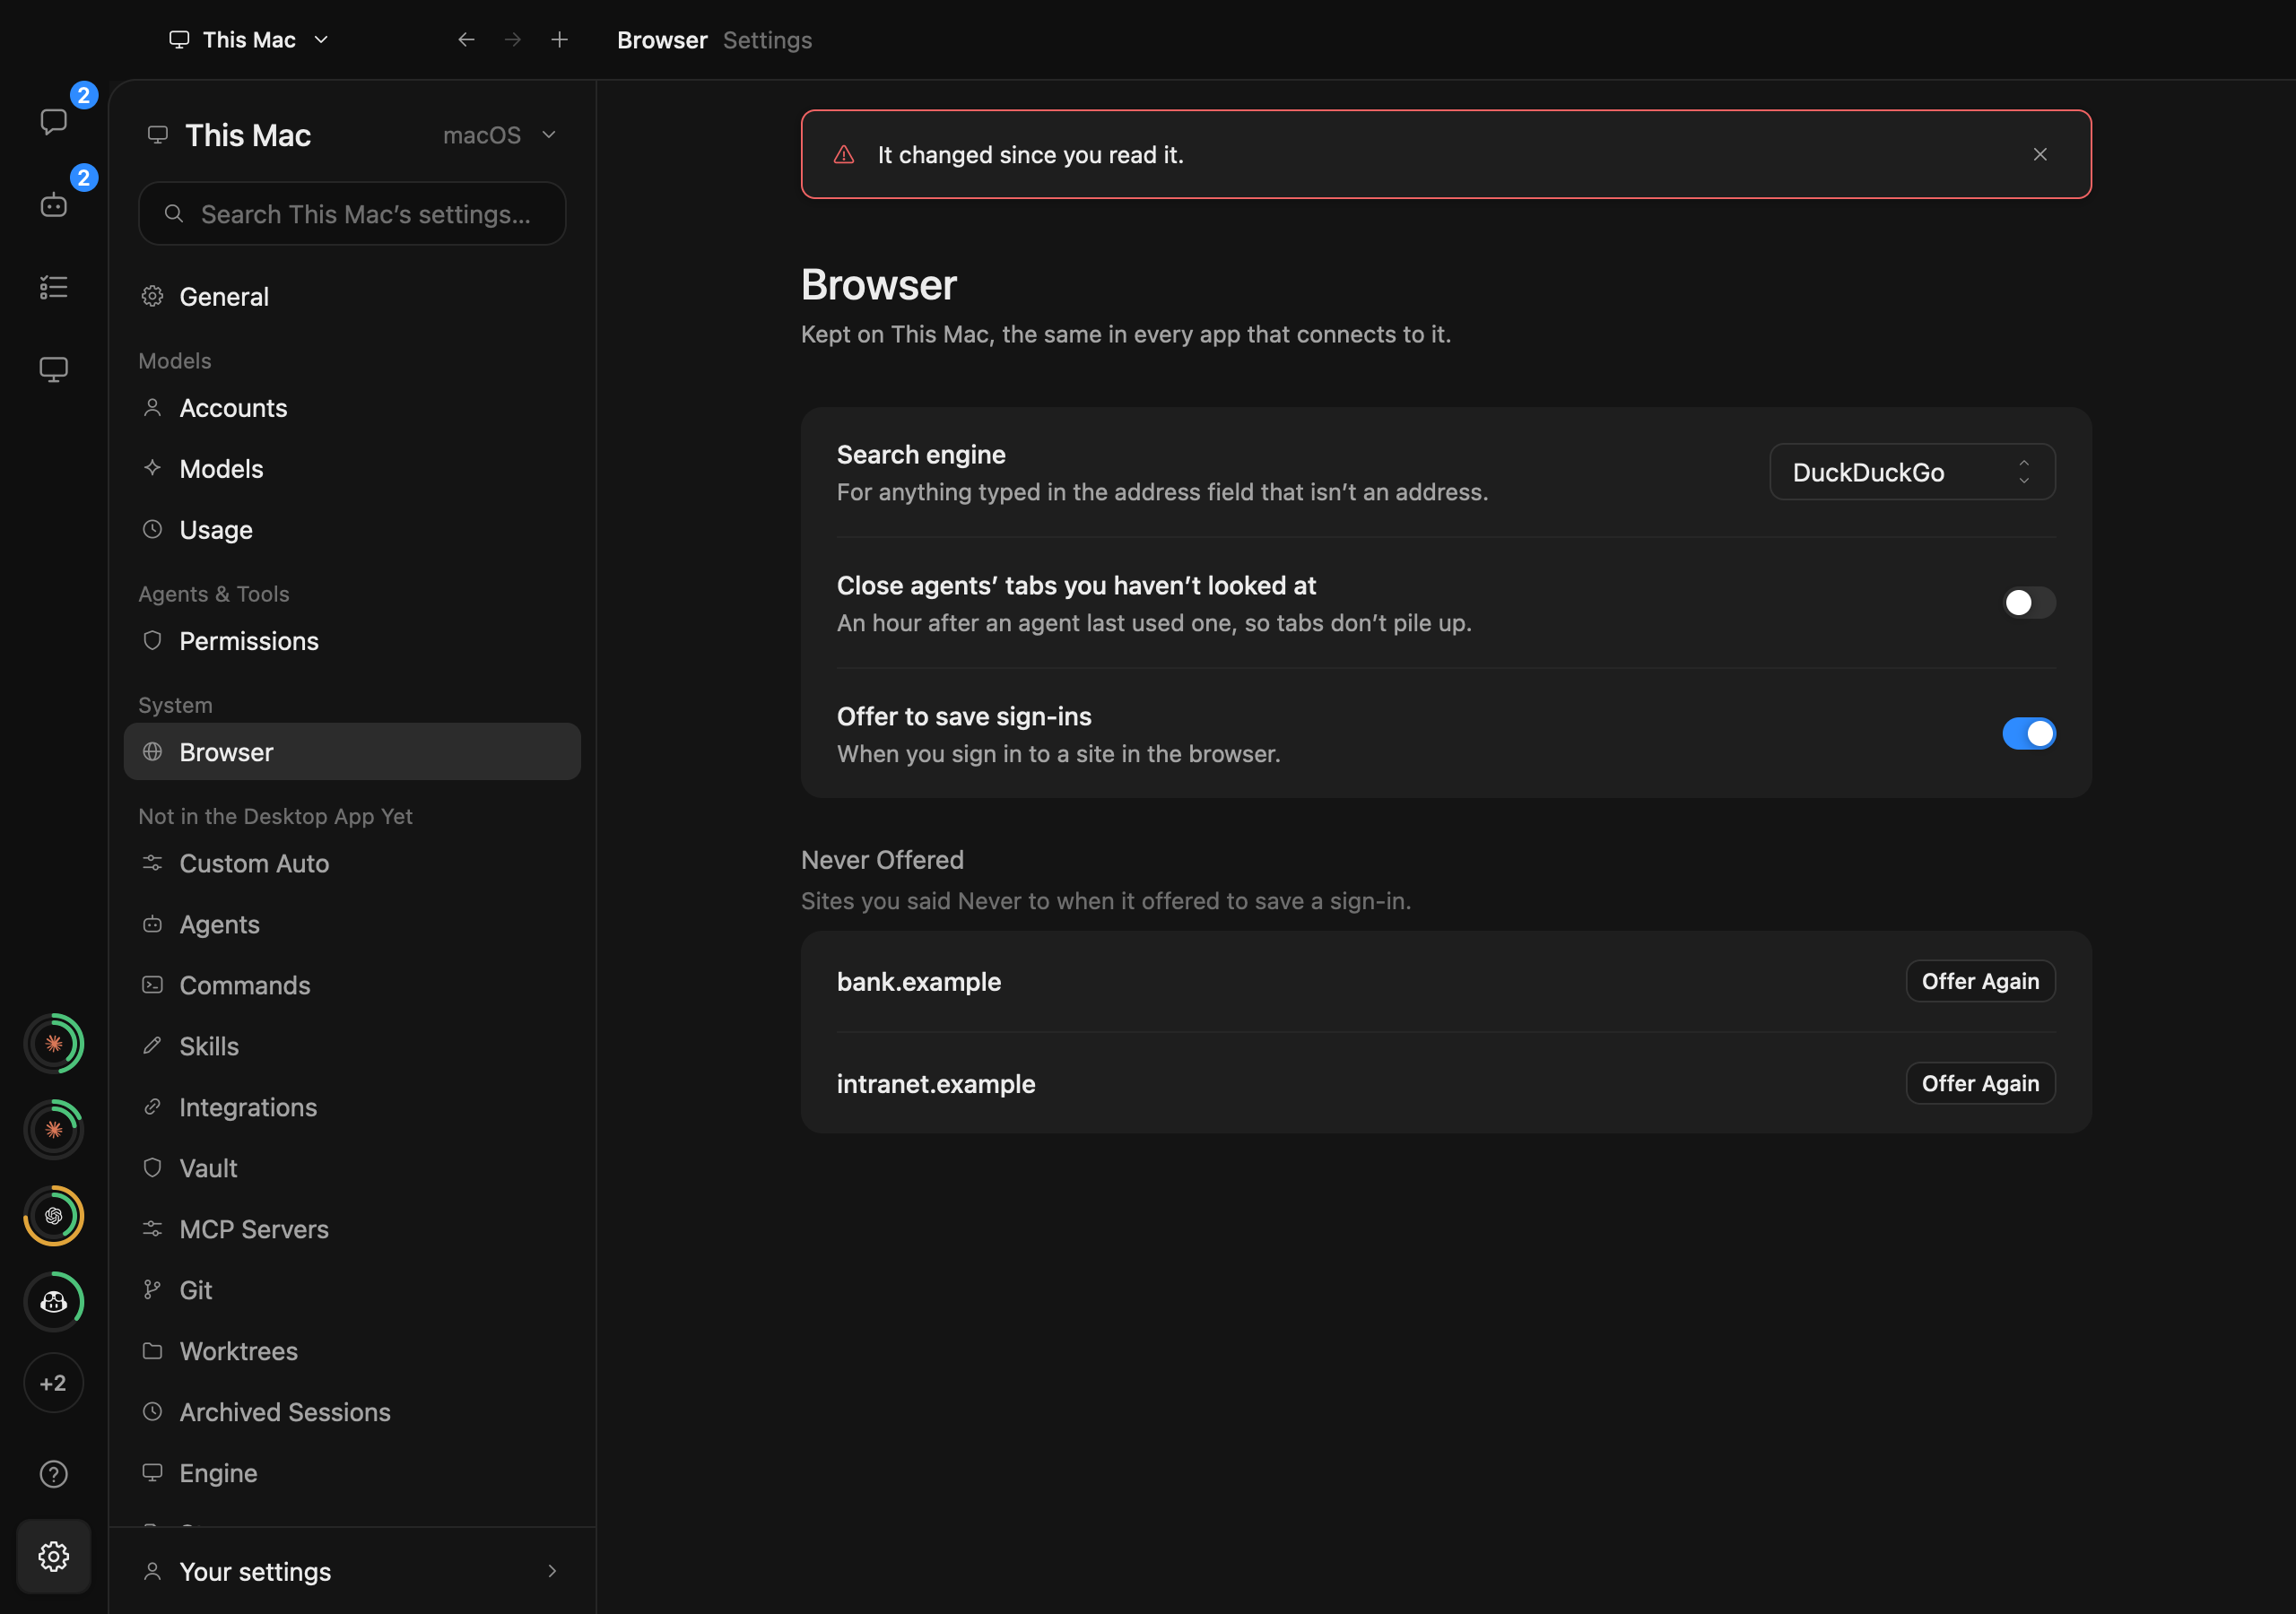 This Mac
Browser Settings
2
2
This Mac
macOS
Search This Mac’s settings...
General
Models
Accounts
Models
Usage
Agents & Tools
Permissions
System
Browser
Not in the Desktop App Yet
Custom Auto
Agents
Commands
Skills
Integrations
Vault
MCP Servers
Git
Worktrees
Archived Sessions
Engine
Your settings
+2
It changed since you read it.
Browser
Kept on This Mac, the same in every app that connects to it.
Search engine
For anything typed in the address field that isn’t an address.
DuckDuckGo
Close agents’ tabs you haven’t looked at
An hour after an agent last used one, so tabs don’t pile up.
Offer to save sign-ins
When you sign in to a site in the browser.
Never Offered
Sites you said Never to when it offered to save a sign-in.
bank.example
Offer Again
intranet.example
Offer Again